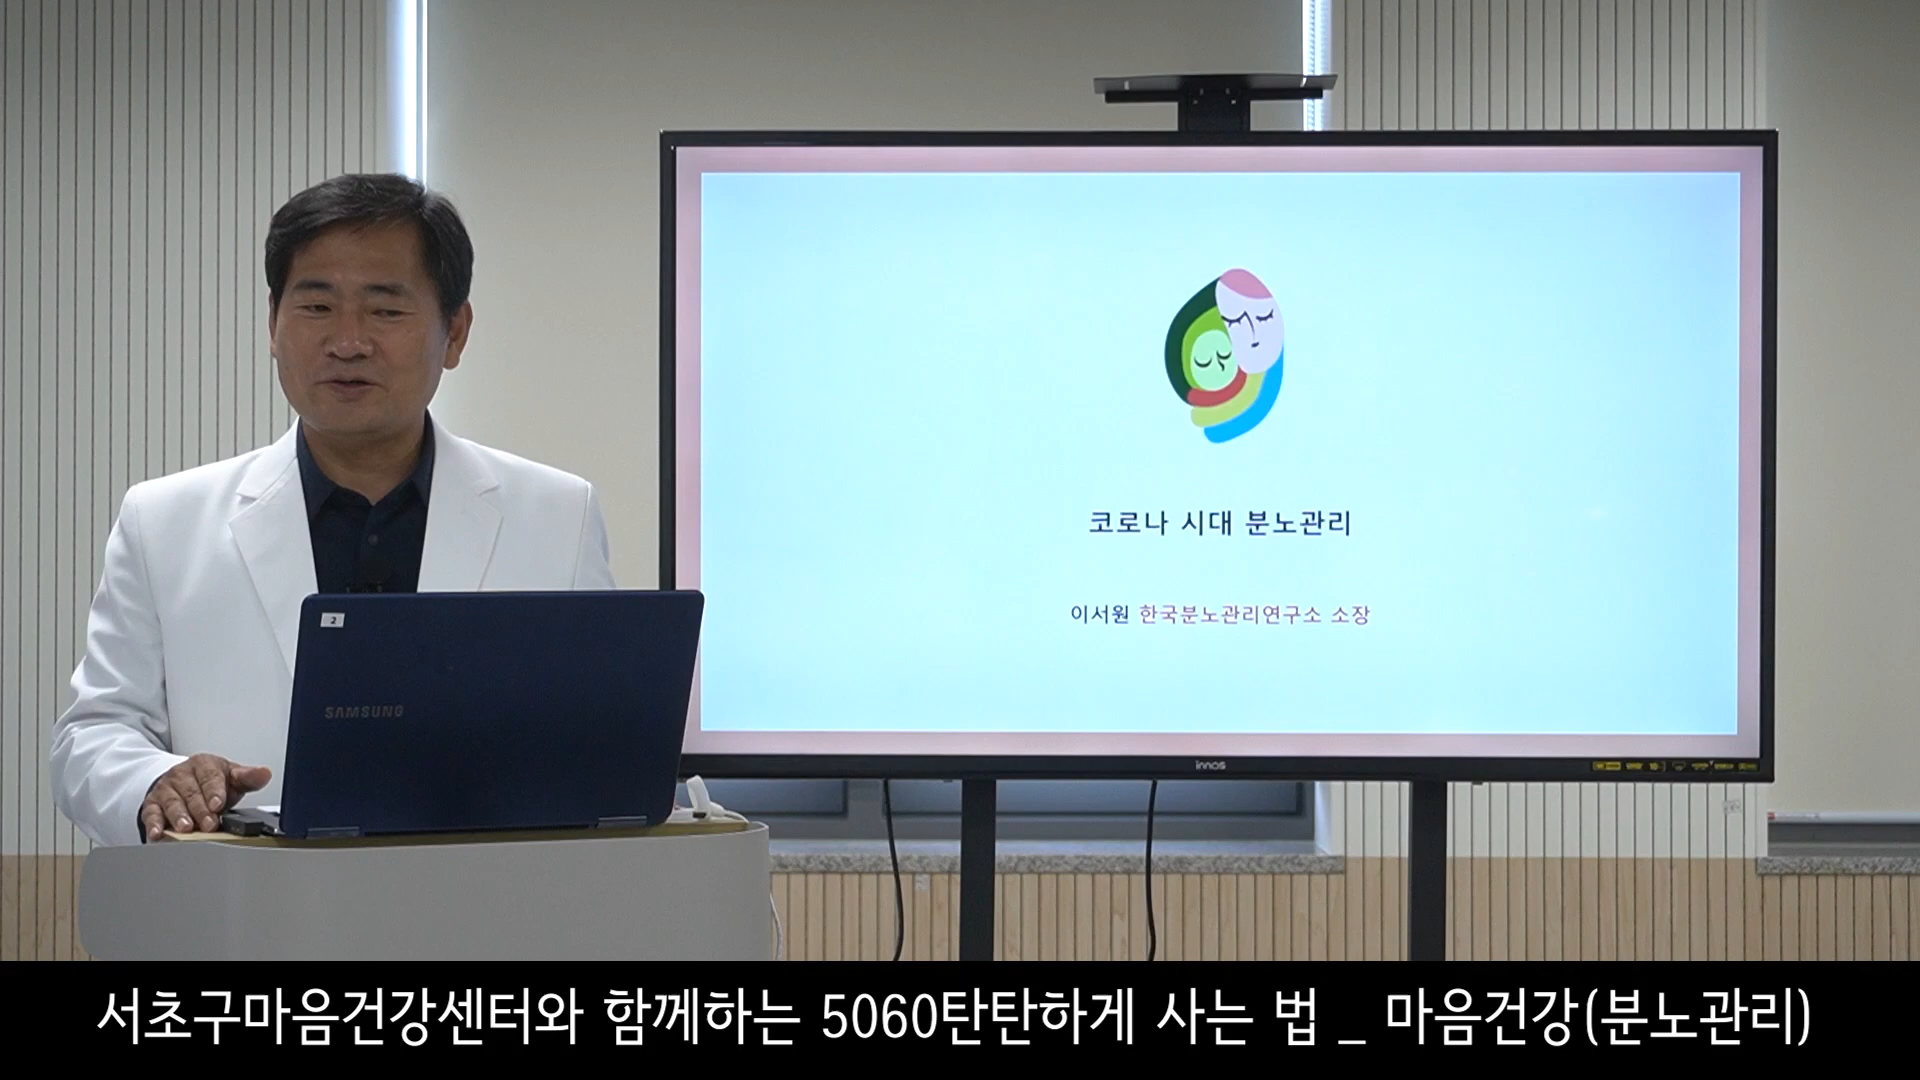 코로나 시대 분노관리
이서원 한국분노관리연구소 소장
2
SAMSUNG
innos
서초구마음건강센터와 함께하는 5060탄탄하게 사는 법 _ 마음건강(분노관리)